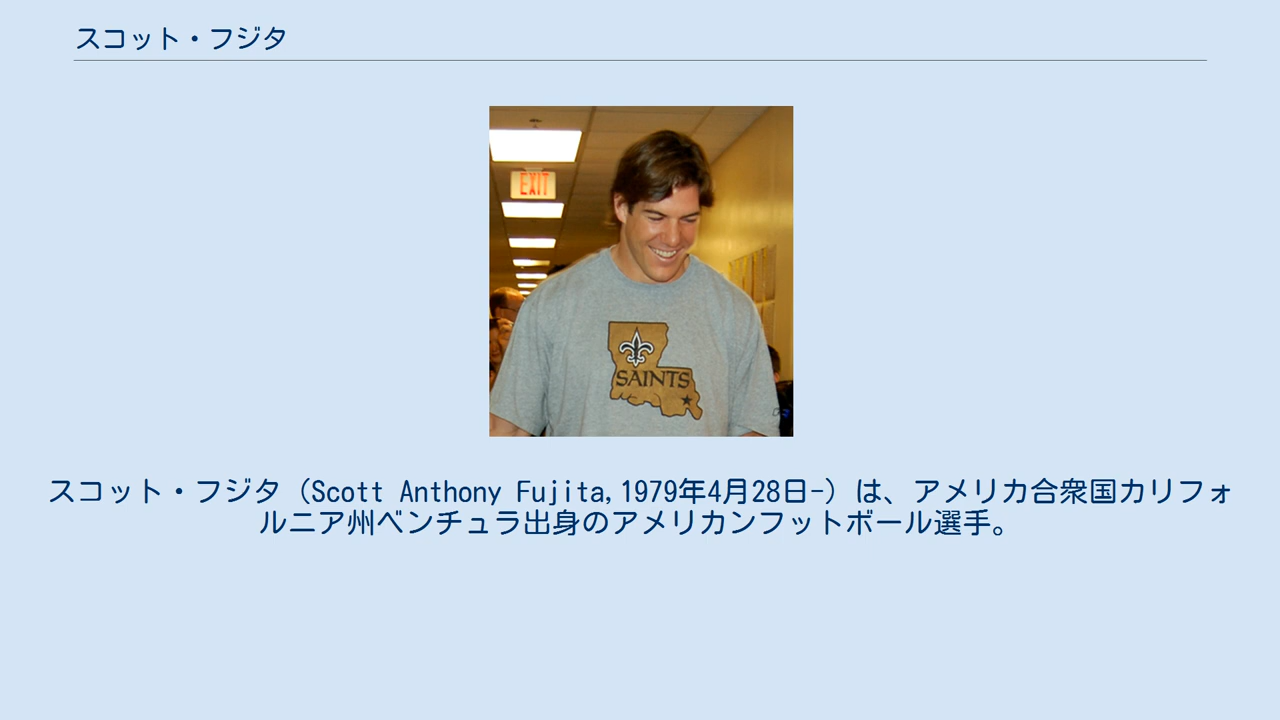 スコット・フジタ
EXIT
SAINTS
スコット・フジタ（Scott Anthony Fujita,1979年4月28日-）は、アメリカ合衆国カリフォ
ルニア州ベンチュラ出身のアメリカンフットボール選手。